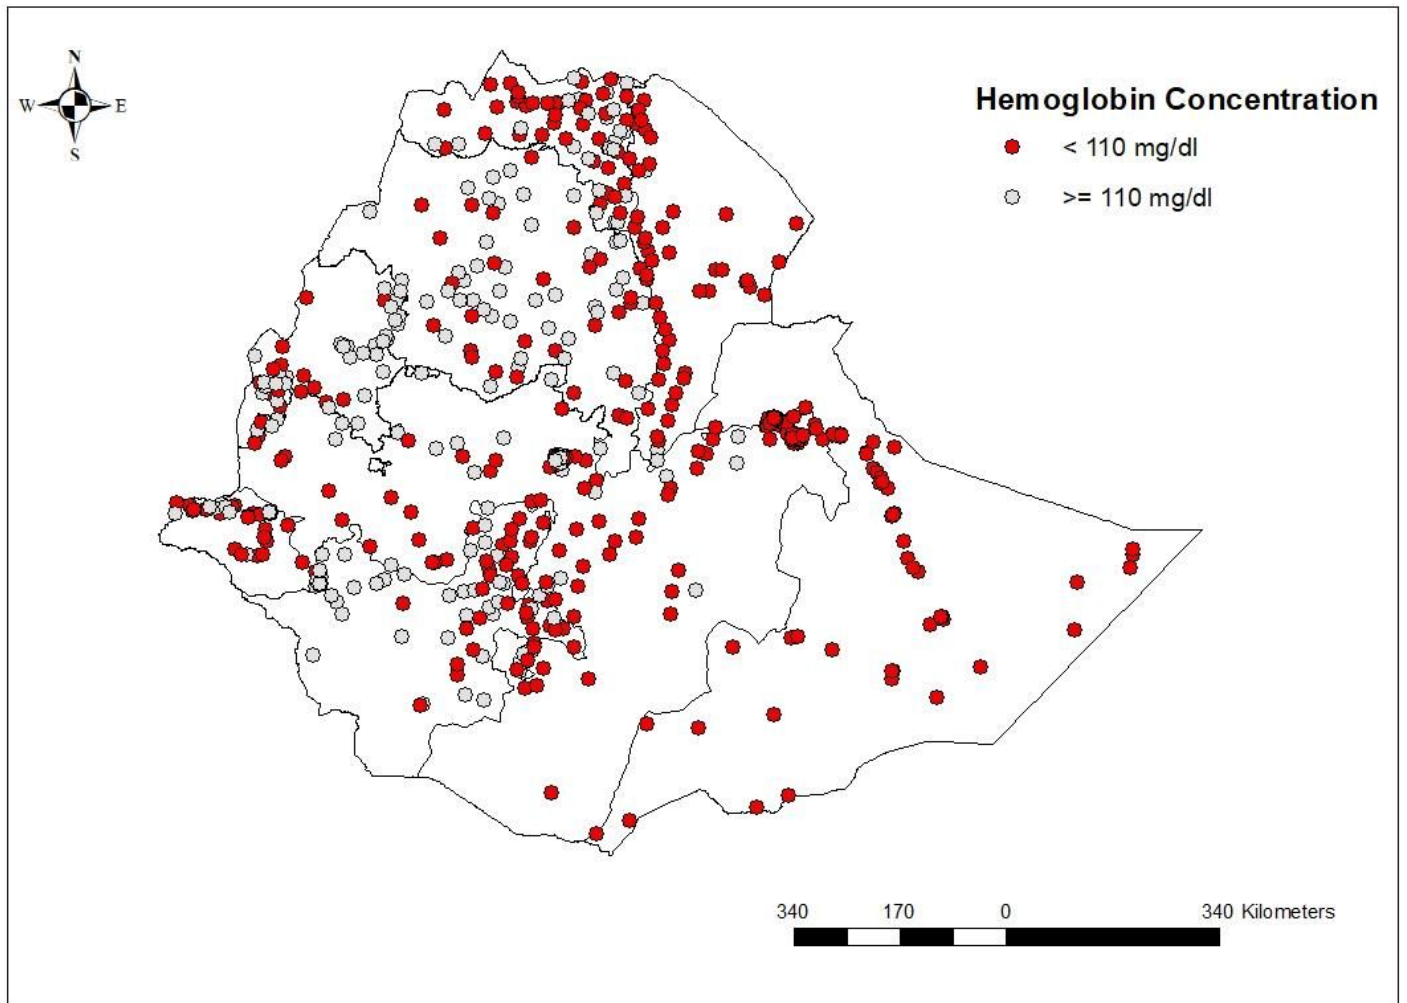 N
W E
S
Hemoglobin Concentration
< 110 mg/dl
>= 110 mg/dl
340 170 0 340 Kilometers